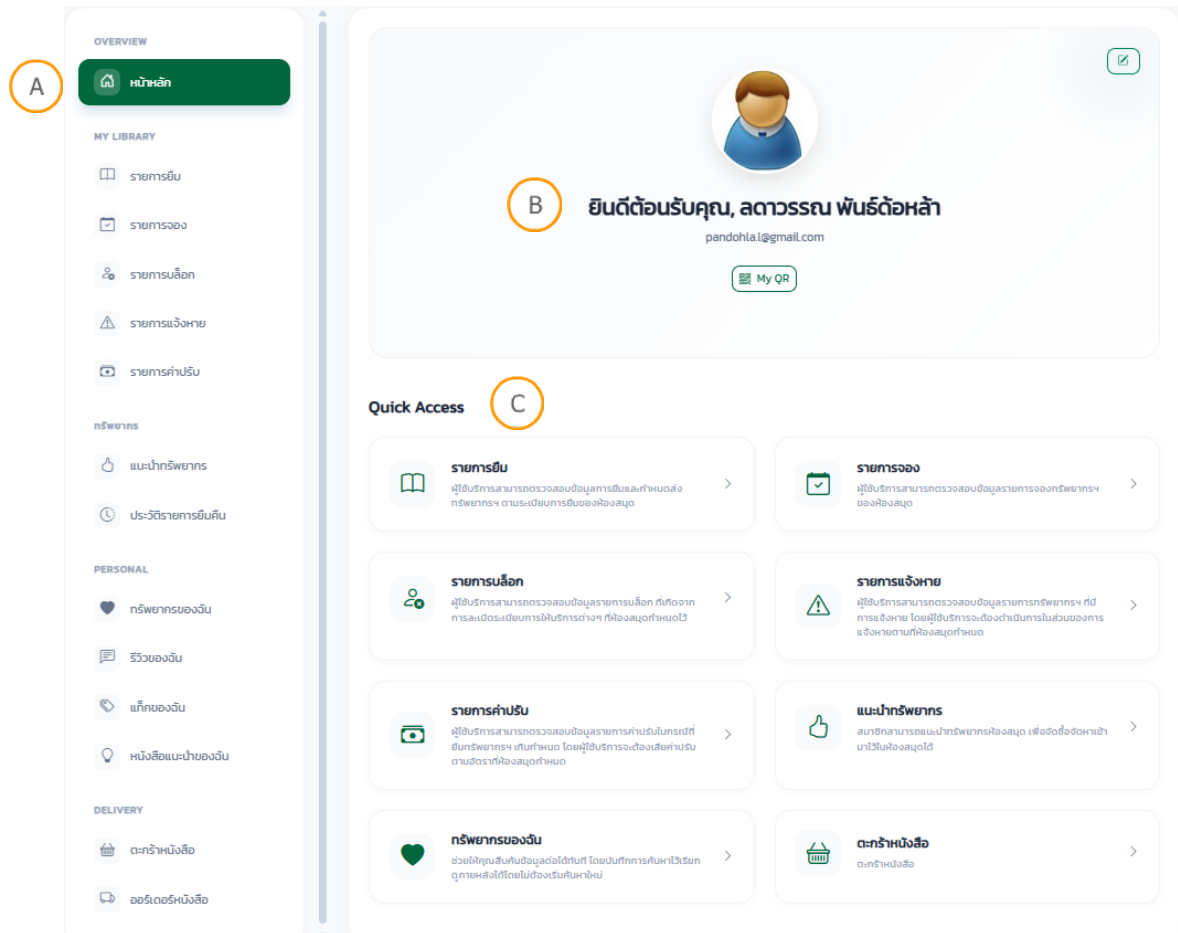 OVERVIEW
A
หน้าหลัก
MY LIBRARY
รายการยืม
รายการจอง
รายการบล็อก
รายการแจ้งหาย
รายการค่าปรับ
ทรัพยากร
แนะนำทรัพยากร
ประวัติรายการยืมคืน
PERSONAL
ทรัพยากรของฉัน
รีวิวของฉัน
แท็กของฉัน
หนังสือแนะนำของฉัน
DELIVERY
ตะกร้าหนังสือ
ออร์เดอร์หนังสือ
B
ยินดีต้อนรับคุณ, ลดาวรรณ พันธ์ด้อหล้า
pandohla.l@gmail.com
My QR
Quick Access
C
รายการยืม
ผู้ใช้บริการสามารถตรวจสอบข้อมูลการยืมและกำหนดส่ง
ทรัพยากรฯ ตามระเบียบการยืมของห้องสมุด
รายการจอง
ผู้ใช้บริการสามารถตรวจสอบข้อมูลรายการจองทรัพยากรฯ
ของห้องสมุด
รายการบล็อก
ผู้ใช้บริการสามารถตรวจสอบข้อมูลรายการบล็อก ที่เกิดจาก
การละเมิดระเบียบการให้บริการต่างๆ ที่ห้องสมุดกำหนดไว้
รายการแจ้งหาย
ผู้ใช้บริการสามารถตรวจสอบข้อมูลรายการทรัพยากรฯ ที่มี
การแจ้งหาย โดยผู้ใช้บริการจะต้องดำเนินการในส่วนของการ
แจ้งหายตามที่ห้องสมุดกำหนด
รายการค่าปรับ
ผู้ใช้บริการสามารถตรวจสอบข้อมูลรายการค่าปรับในกรณีที่
ยืมทรัพยากรฯ เกินกำหนด โดยผู้ใช้บริการจะต้องเสียค่าปรับ
ตามอัตราที่ห้องสมุดกำหนด
แนะนำทรัพยากร
สมาชิกสามารถแนะนำทรัพยากรห้องสมุด เพื่อจัดซื้อจัดหาเข้า
มาไว้ในห้องสมุดได้
ทรัพยากรของฉัน
ช่วยให้คุณสืบค้นข้อมูลต่อได้ทันที โดยบันทึกการค้นหาไว้เรียก
ดูภายหลังได้โดยไม่ต้องเริ่มค้นหาใหม่
ตะกร้าหนังสือ
ตะกร้าหนังสือ